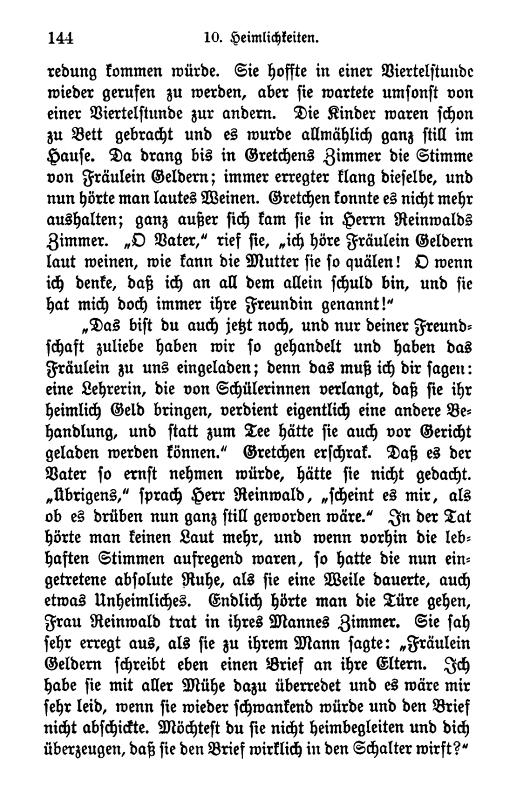 144 10. Heimlichkeiten.
redung kommen würde. Sie hoffte in einer Viertelstunde
wieder gerufen zu werden, aber sie wartete umsonst von
einer Viertelstunde zur andern. Die Kinder waren schon
zu Bett gebracht und es wurde allmählich ganz still im
Hause. Da drang bis in Gretchens Zimmer die Stimme
von Fräulein Geldern; immer erregter klang dieselbe, und
nun hörte man lautes Weinen. Gretchen konnte es nicht mehr
aushalten; ganz außer sich kam sie in Herrn Reinwalds
Zimmer. „O Vater,“ rief sie, „ich höre Fräulein Geldern
laut weinen, wie kann die Mutter sie so quälen! O wenn
ich denke, daß ich an all dem allein schuld bin, und sie
hat mich doch immer ihre Freundin genannt!“
„Das bist du auch jetzt noch, und nur deiner Freund-
schaft zuliebe haben wir so gehandelt und haben das
Fräulein zu uns eingeladen; denn das muß ich dir sagen:
eine Lehrerin, die von Schülerinnen verlangt, daß sie ihr
heimlich Geld bringen, verdient eigentlich eine andere Be-
handlung, und statt zum Tee hätte sie auch vor Gericht
geladen werden können.“ Gretchen erschrak. Daß es der
Vater so ernst nehmen würde, hätte sie nicht gedacht.
„Übrigens,“ sprach Herr Reinwald, „scheint es mir, als
ob es drüben nun ganz still geworden wäre.“ In der Tat
hörte man keinen Laut mehr, und wenn vorhin die leb-
haften Stimmen aufregend waren, so hatte die nun ein-
getretene absolute Ruhe, als sie eine Weile dauerte, auch
etwas Unheimliches. Endlich hörte man die Türe gehen,
Frau Reinwald trat in ihres Mannes Zimmer. Sie sah
sehr erregt aus, als sie zu ihrem Mann sagte: „Fräulein
Geldern schreibt eben einen Brief an ihre Eltern. Ich
habe sie mit aller Mühe dazu überredet und es wäre mir
sehr leid, wenn sie wieder schwankend würde und den Brief
nicht abschickte. Möchtest du sie nicht heimbegleiten und dich
überzeugen, daß sie den Brief wirklich in den Schalter wirft?“